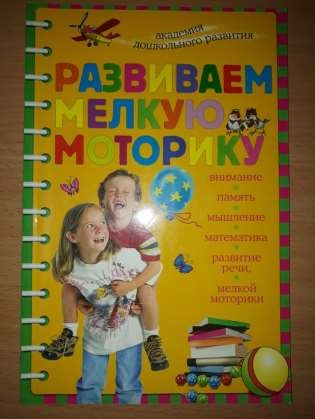 академия
дошкольного развития
РАЗВИВАЕМ
МЕЛКУЮ
МОТОРИКУ
внимание
память
мышление
математика
развитие
речи,
мелкой
моторики